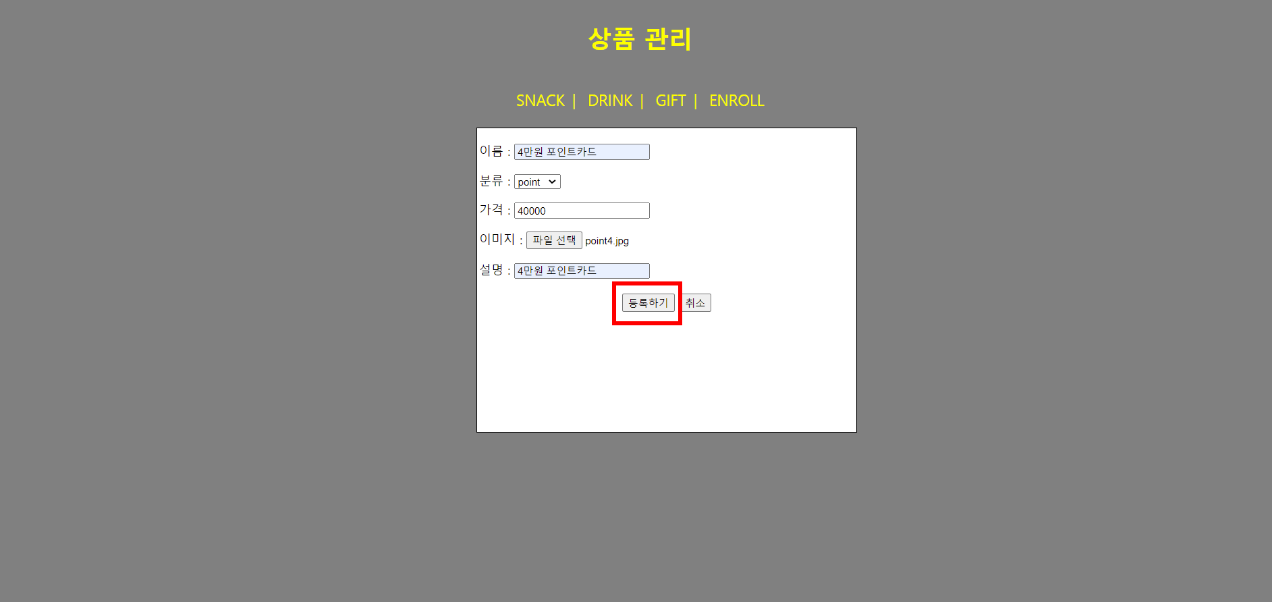 상품 관리
SNACK | DRINK | GIFT | ENROLL
이름 : 4만원 포인트카드
분류 : point
가격 : 40000
이미지 : 파일 선택 point4.jpg
설명 : 4만원 포인트카드
등록하기 취소